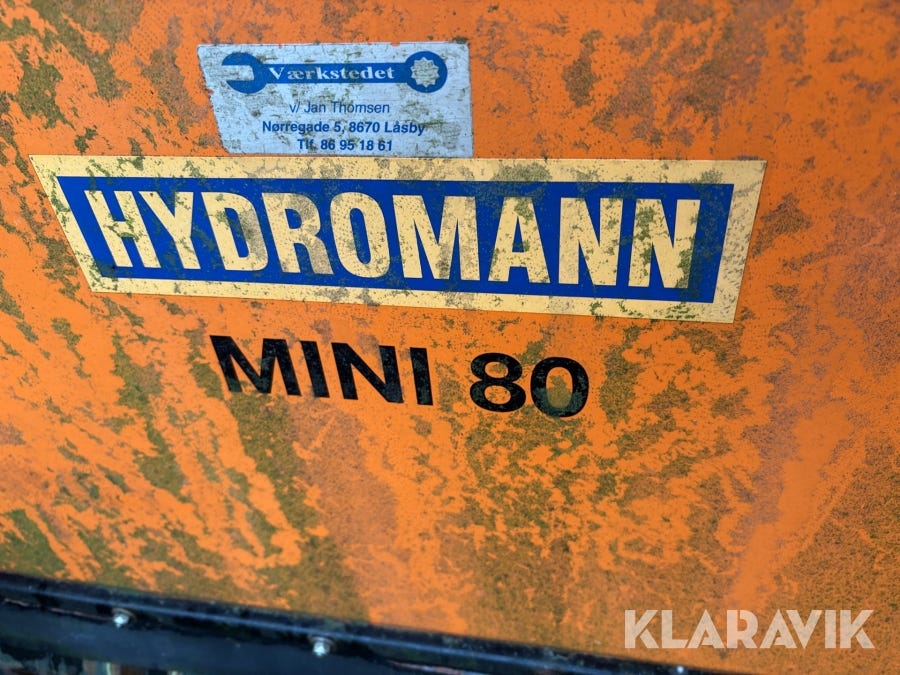 Værkstedet
v/ Jan Thomsen
Nørregade 5, 8670 Låsby
Tlf. 86 95 18 61
HYDROMANN
MINI 80
KLARAVIK